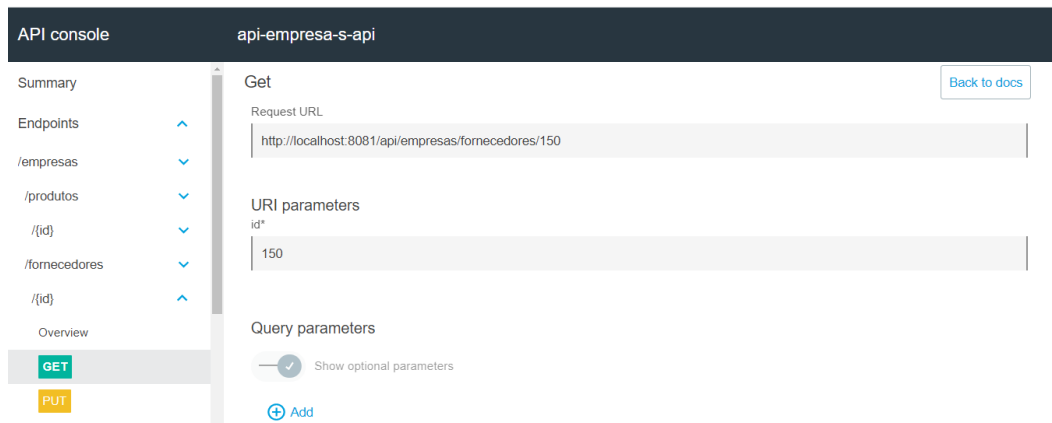 API console
api-empresa-s-api
Summary
Endpoints
/empresas
/produtos
/{id}
/fornecedores
/{id}
Overview
GET
PUT
Get
Back to docs
Request URL
http://localhost:8081/api/empresas/fornecedores/150
URI parameters
id*
150
Query parameters
Show optional parameters
Add